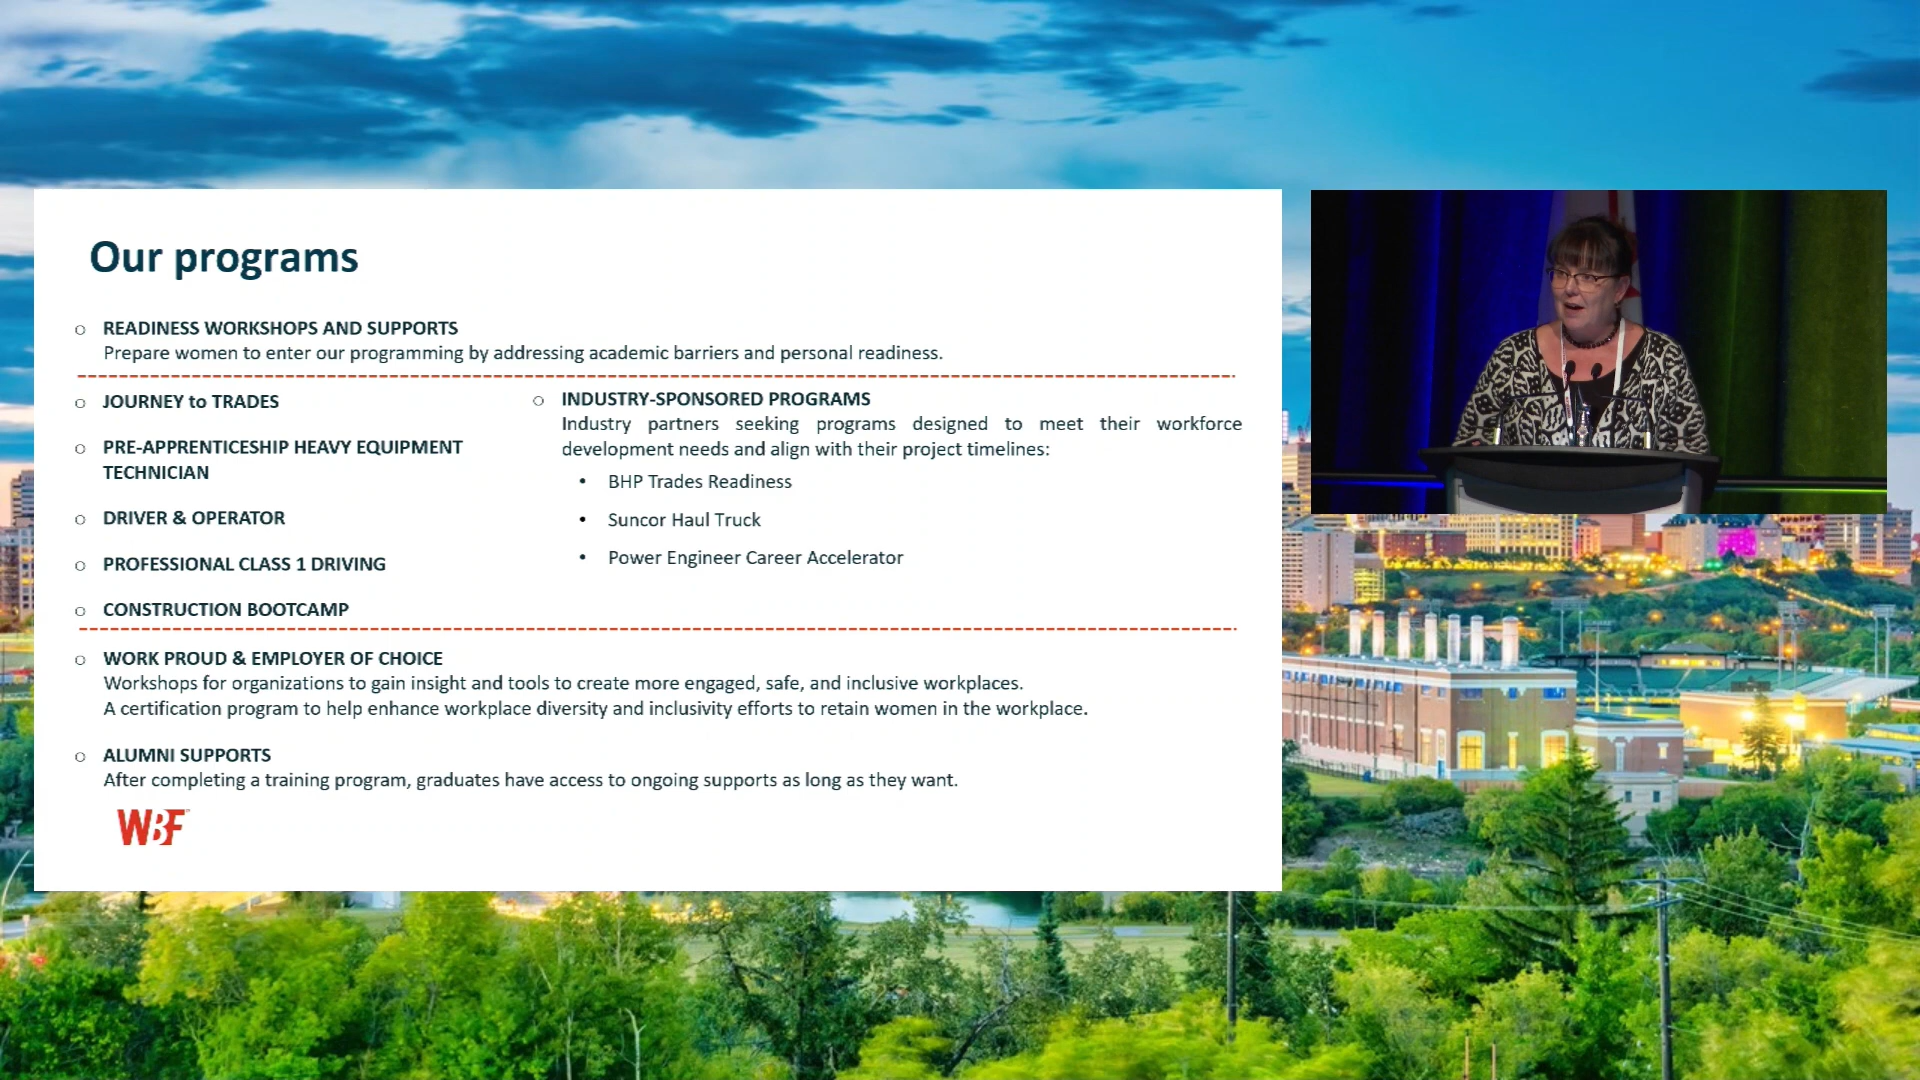 Our programs
READINESS WORKSHOPS AND SUPPORTS
Prepare women to enter our programming by addressing academic barriers and personal readiness.
JOURNEY to TRADES
PRE-APPRENTICESHIP HEAVY EQUIPMENT
TECHNICIAN
DRIVER & OPERATOR
PROFESSIONAL CLASS 1 DRIVING
CONSTRUCTION BOOTCAMP
INDUSTRY-SPONSORED PROGRAMS
Industry partners seeking programs designed to meet their workforce
development needs and align with their project timelines:
• BHP Trades Readiness
• Suncor Haul Truck
• Power Engineer Career Accelerator
WORK PROUD & EMPLOYER OF CHOICE
Workshops for organizations to gain insight and tools to create more engaged, safe, and inclusive workplaces.
A certification program to help enhance workplace diversity and inclusivity efforts to retain women in the workplace.
ALUMNI SUPPORTS
After completing a training program, graduates have access to ongoing supports as long as they want.
WBF